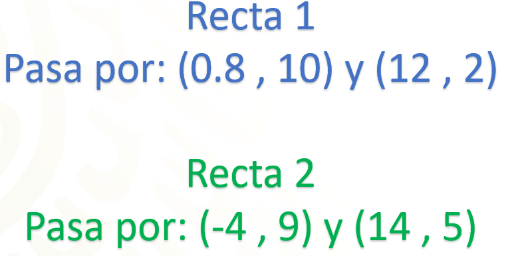 Recta 1
Pasa por: (0.8 , 10) y (12 , 2)
Recta 2
Pasa por: (-4 , 9) y (14 , 5)